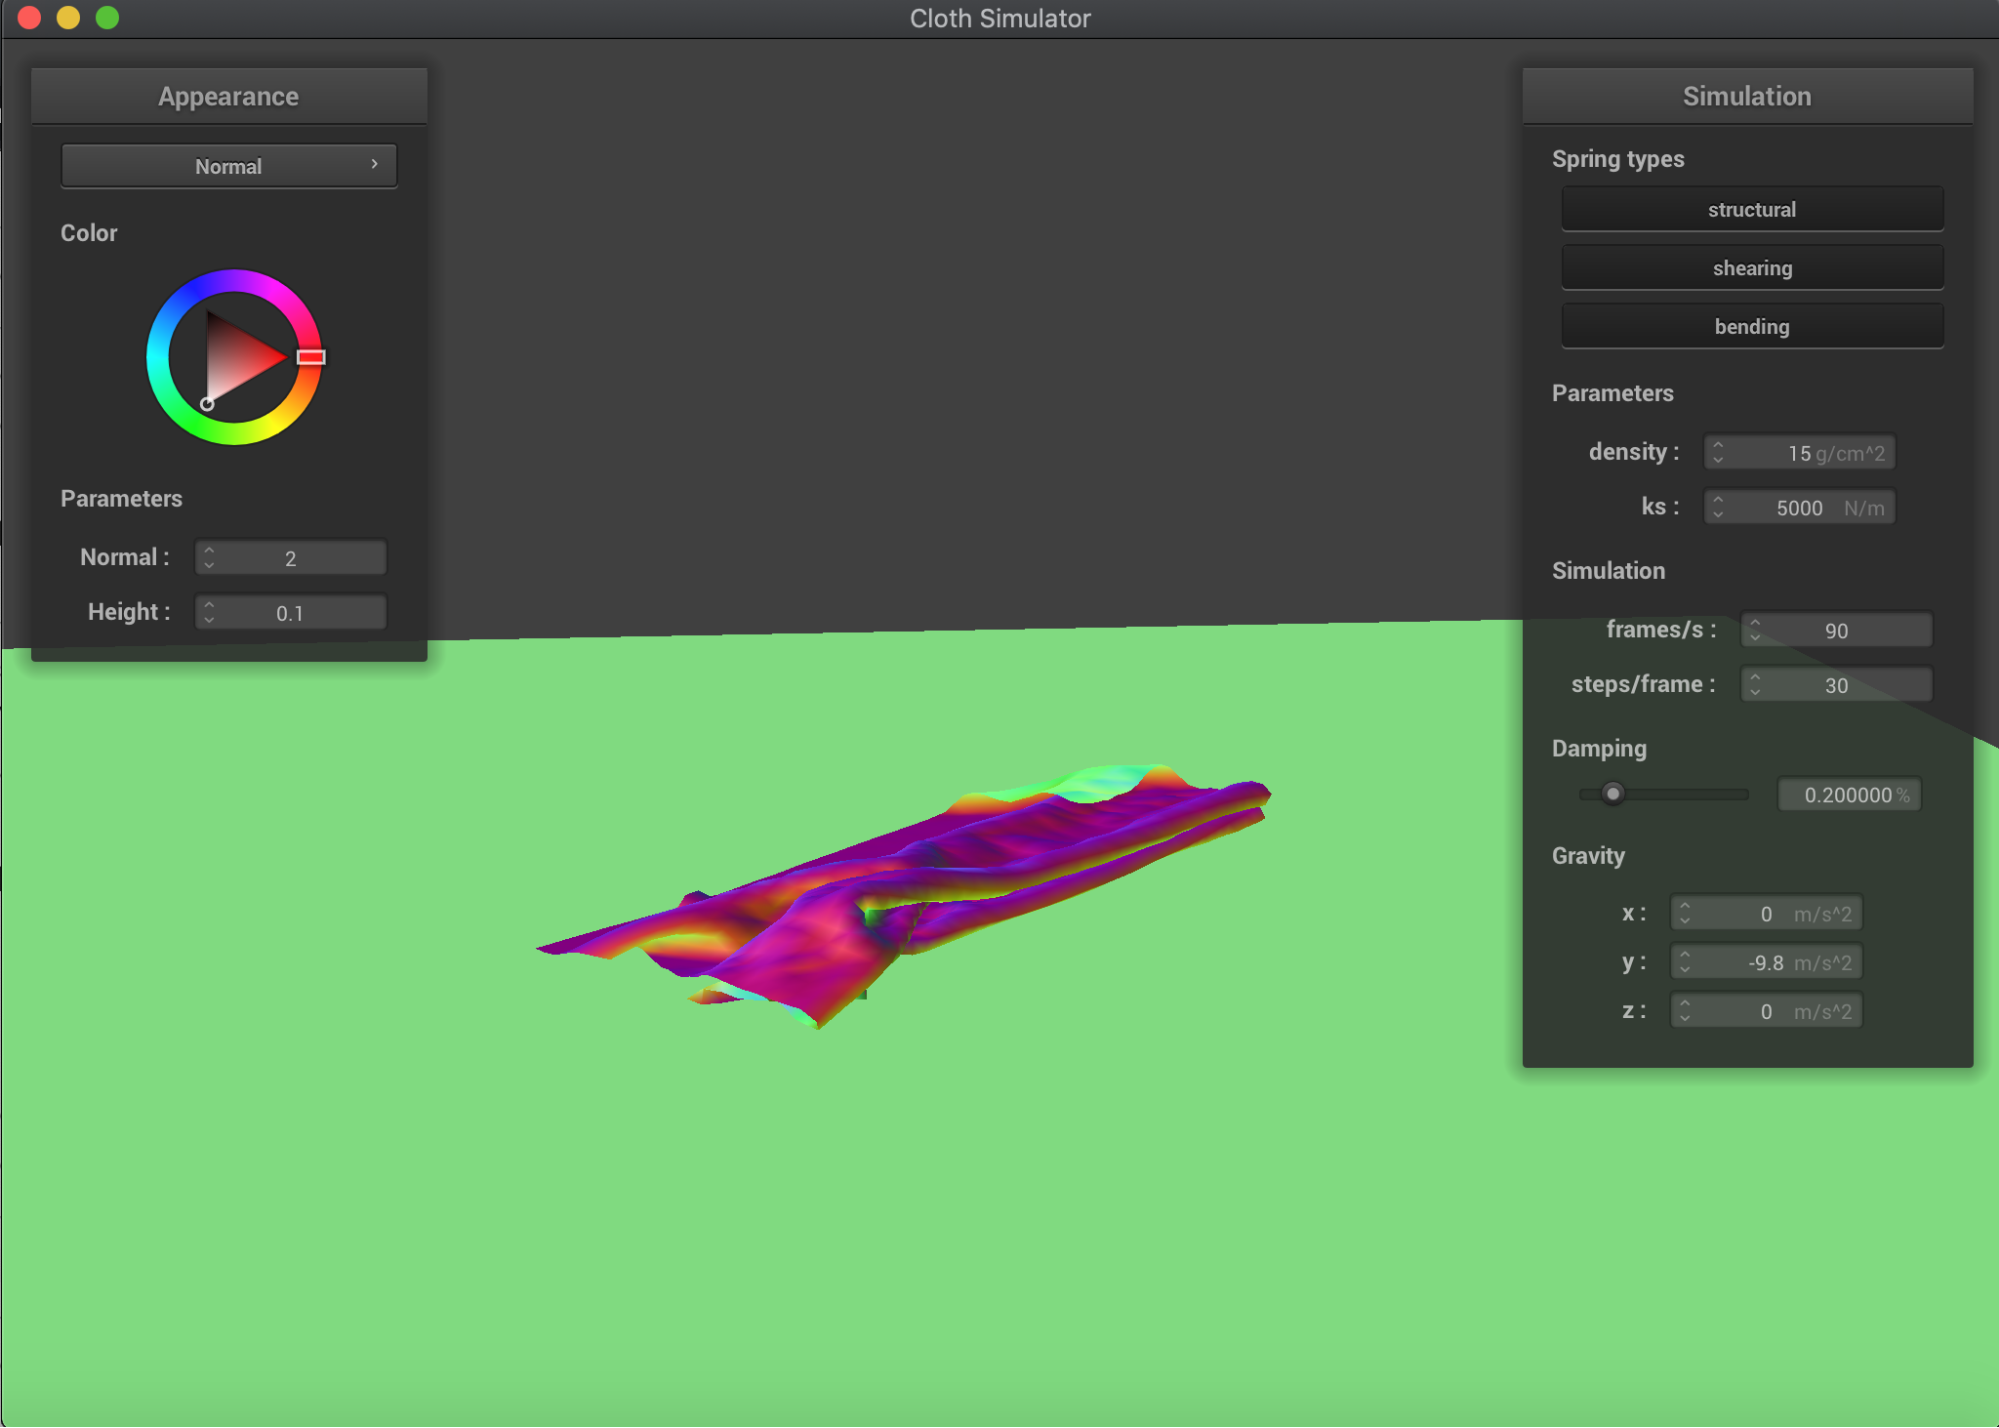 Cloth Simulator
Appearance
Normal
Color
Parameters
Normal : 2
Height : 0.1
Simulation
Spring types
structural
shearing
bending
Parameters
density : 15 g/cm^2
ks : 5000 N/m
Simulation
frames/s : 90
steps/frame : 30
Damping
0.200000 %
Gravity
x : 0 m/s^2
y : -9.8 m/s^2
z : 0 m/s^2